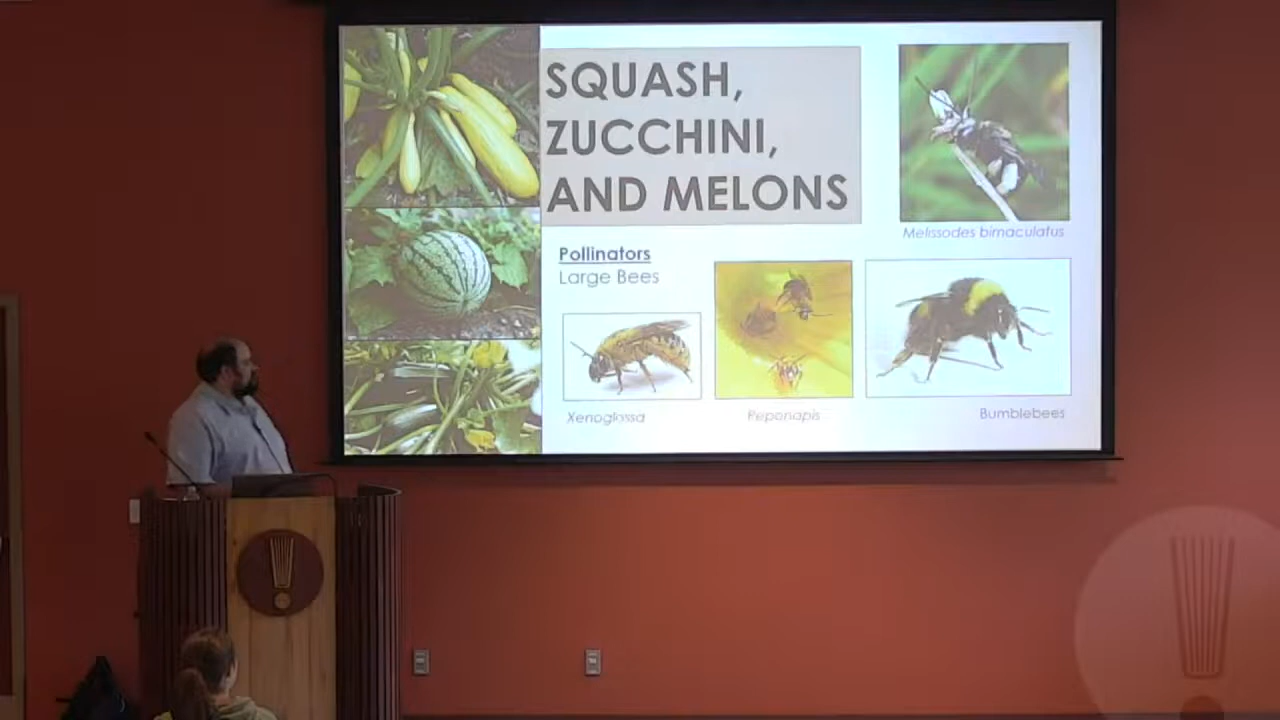 SQUASH,
ZUCCHINI,
AND MELONS
Melissodes bimaculatus
Pollinators
Large Bees
Xenoglossa
Peponapis
Bumblebees